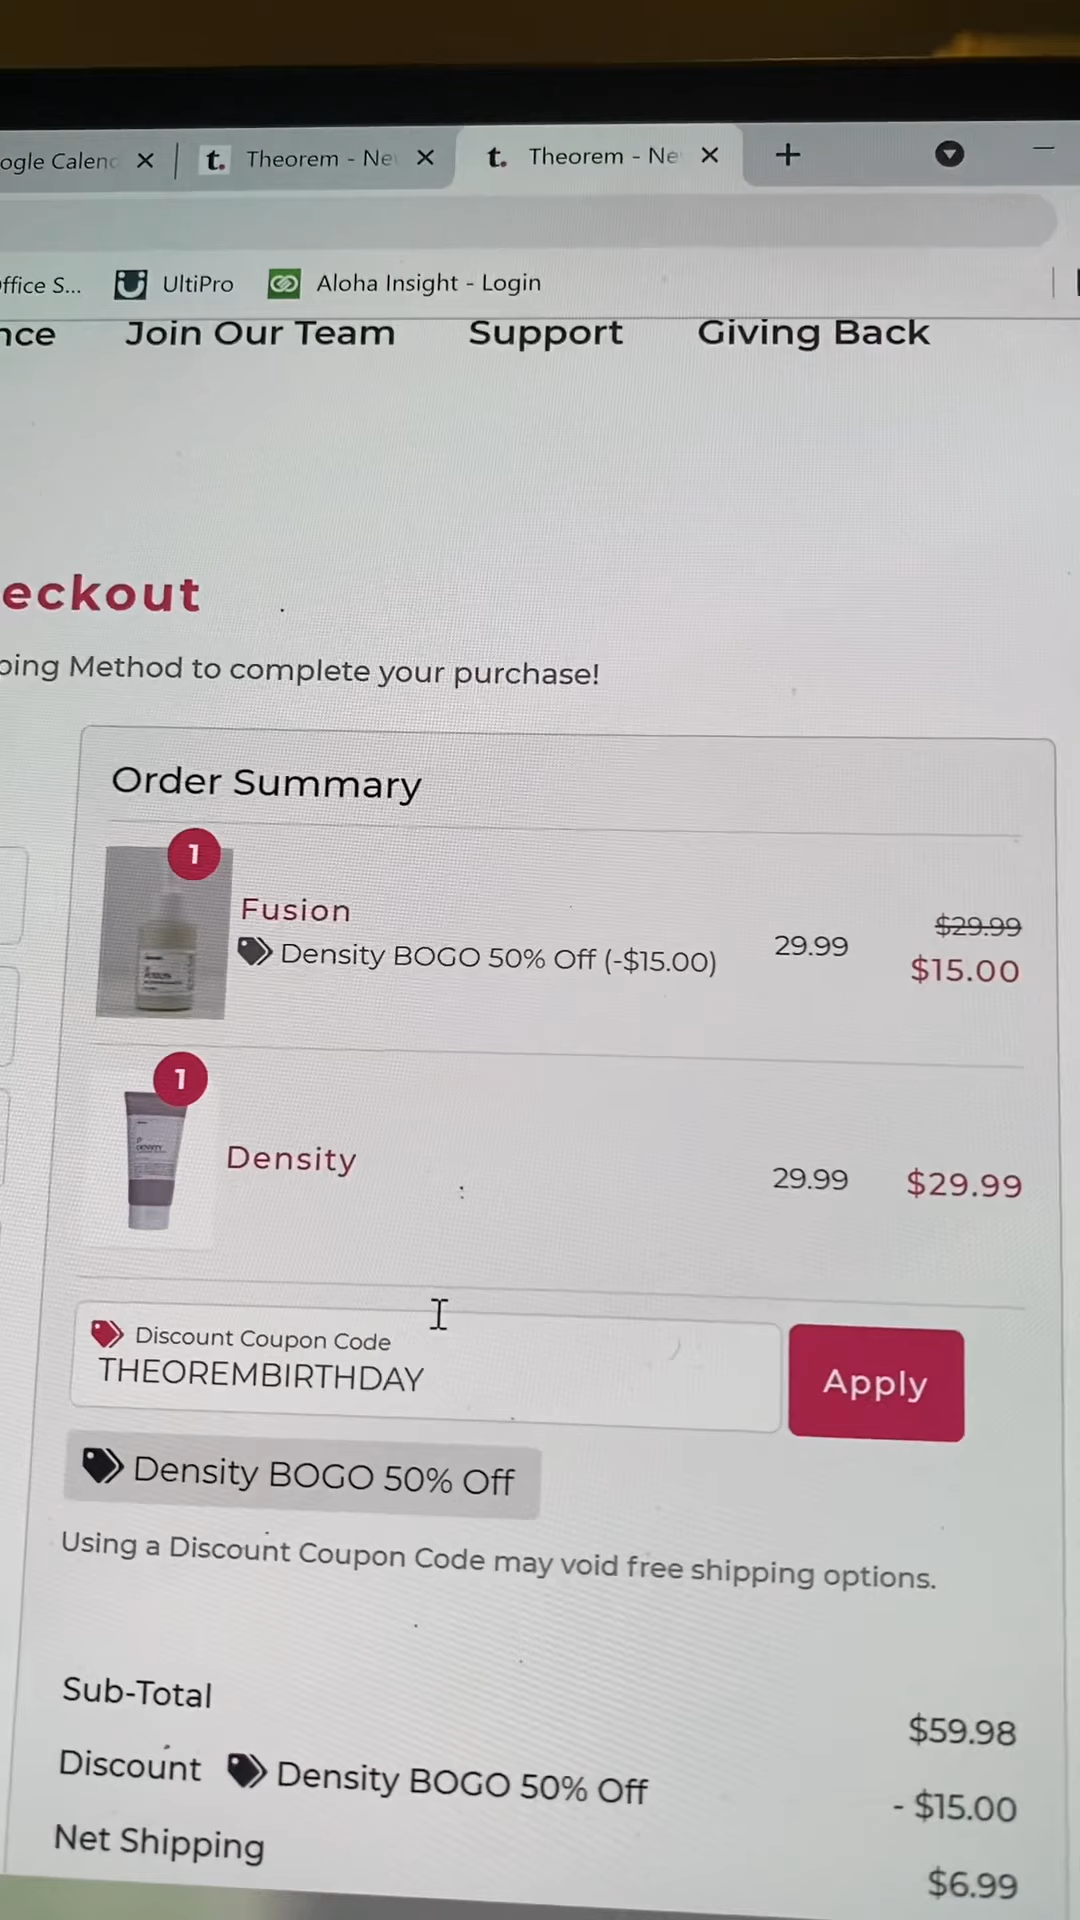 ogle Calend
t. Theorem - Ne
t. Theorem - Ne
ffice S...
UltiPro
Aloha Insight - Login
nce
Join Our Team
Support
Giving Back
eckout
ping Method to complete your purchase!
Order Summary
1
Fusion
Density BOGO 50% Off (-$15.00)
29.99
$29.99
$15.00
1
DENSITY
Density
29.99
$29.99
Discount Coupon Code
THEOREMBIRTHDAY
Apply
Density BOGO 50% Off
Using a Discount Coupon Code may void free shipping options.
Sub-Total
$59.98
Discount Density BOGO 50% Off
- $15.00
Net Shipping
$6.99